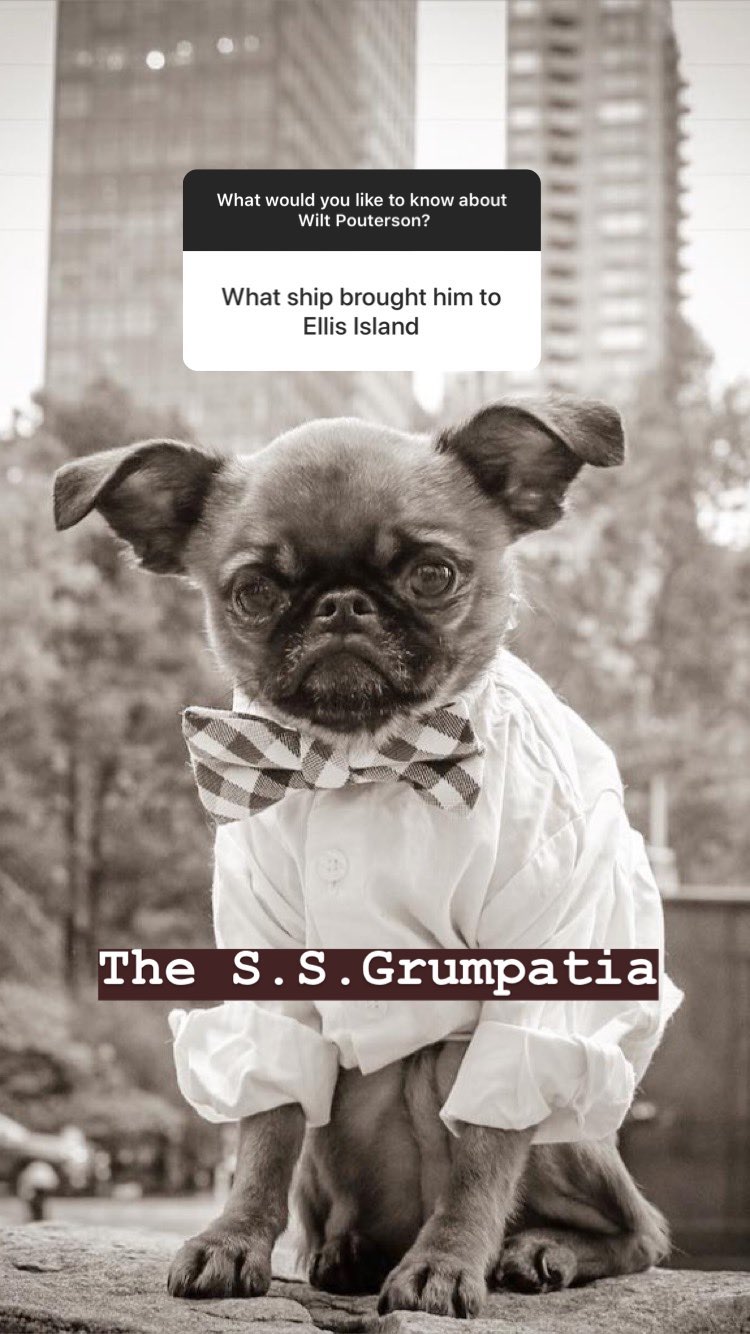 What would you like to know about
Wilt Pouterson?
What ship brought him to
Ellis Island
The S.S.Grumpatia